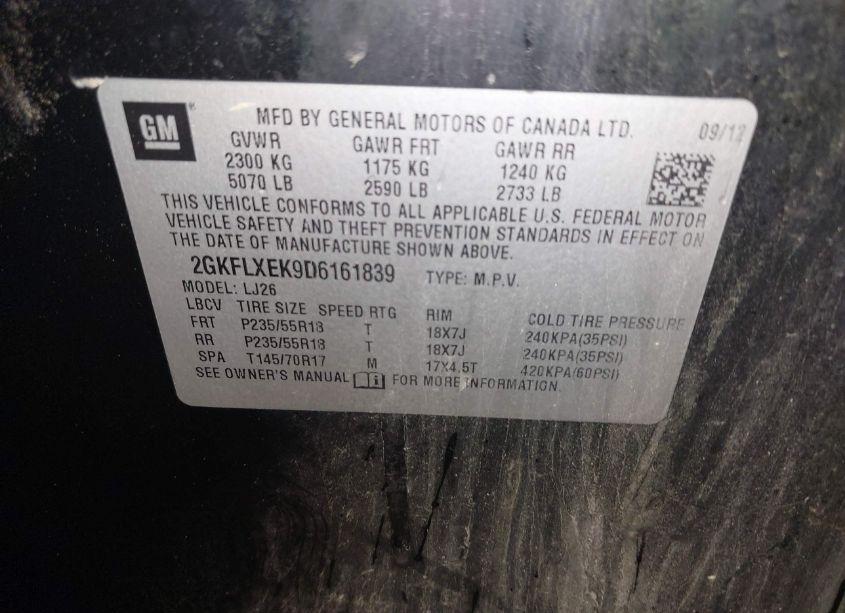 GM ®
MFD BY GENERAL MOTORS OF CANADA LTD. 09/12
GVWR GAWR FRT GAWR RR
2300 KG 1175 KG 1240 KG
5070 LB 2590 LB 2733 LB
THIS VEHICLE CONFORMS TO ALL APPLICABLE U.S. FEDERAL MOTOR
VEHICLE SAFETY AND THEFT PREVENTION STANDARDS IN EFFECT ON
THE DATE OF MANUFACTURE SHOWN ABOVE.
2GKFLXEK9D6161839 TYPE: M.P.V.
MODEL: LJ26
LBCV TIRE SIZE SPEED RTG RIM COLD TIRE PRESSURE
FRT P235/55R18 T 18X7J 240KPA(35PSI)
RR P235/55R18 T 18X7J 240KPA(35PSI)
SPA T145/70R17 M 17X4.5T 420KPA(60PSI)
SEE OWNER'S MANUAL FOR MORE INFORMATION.